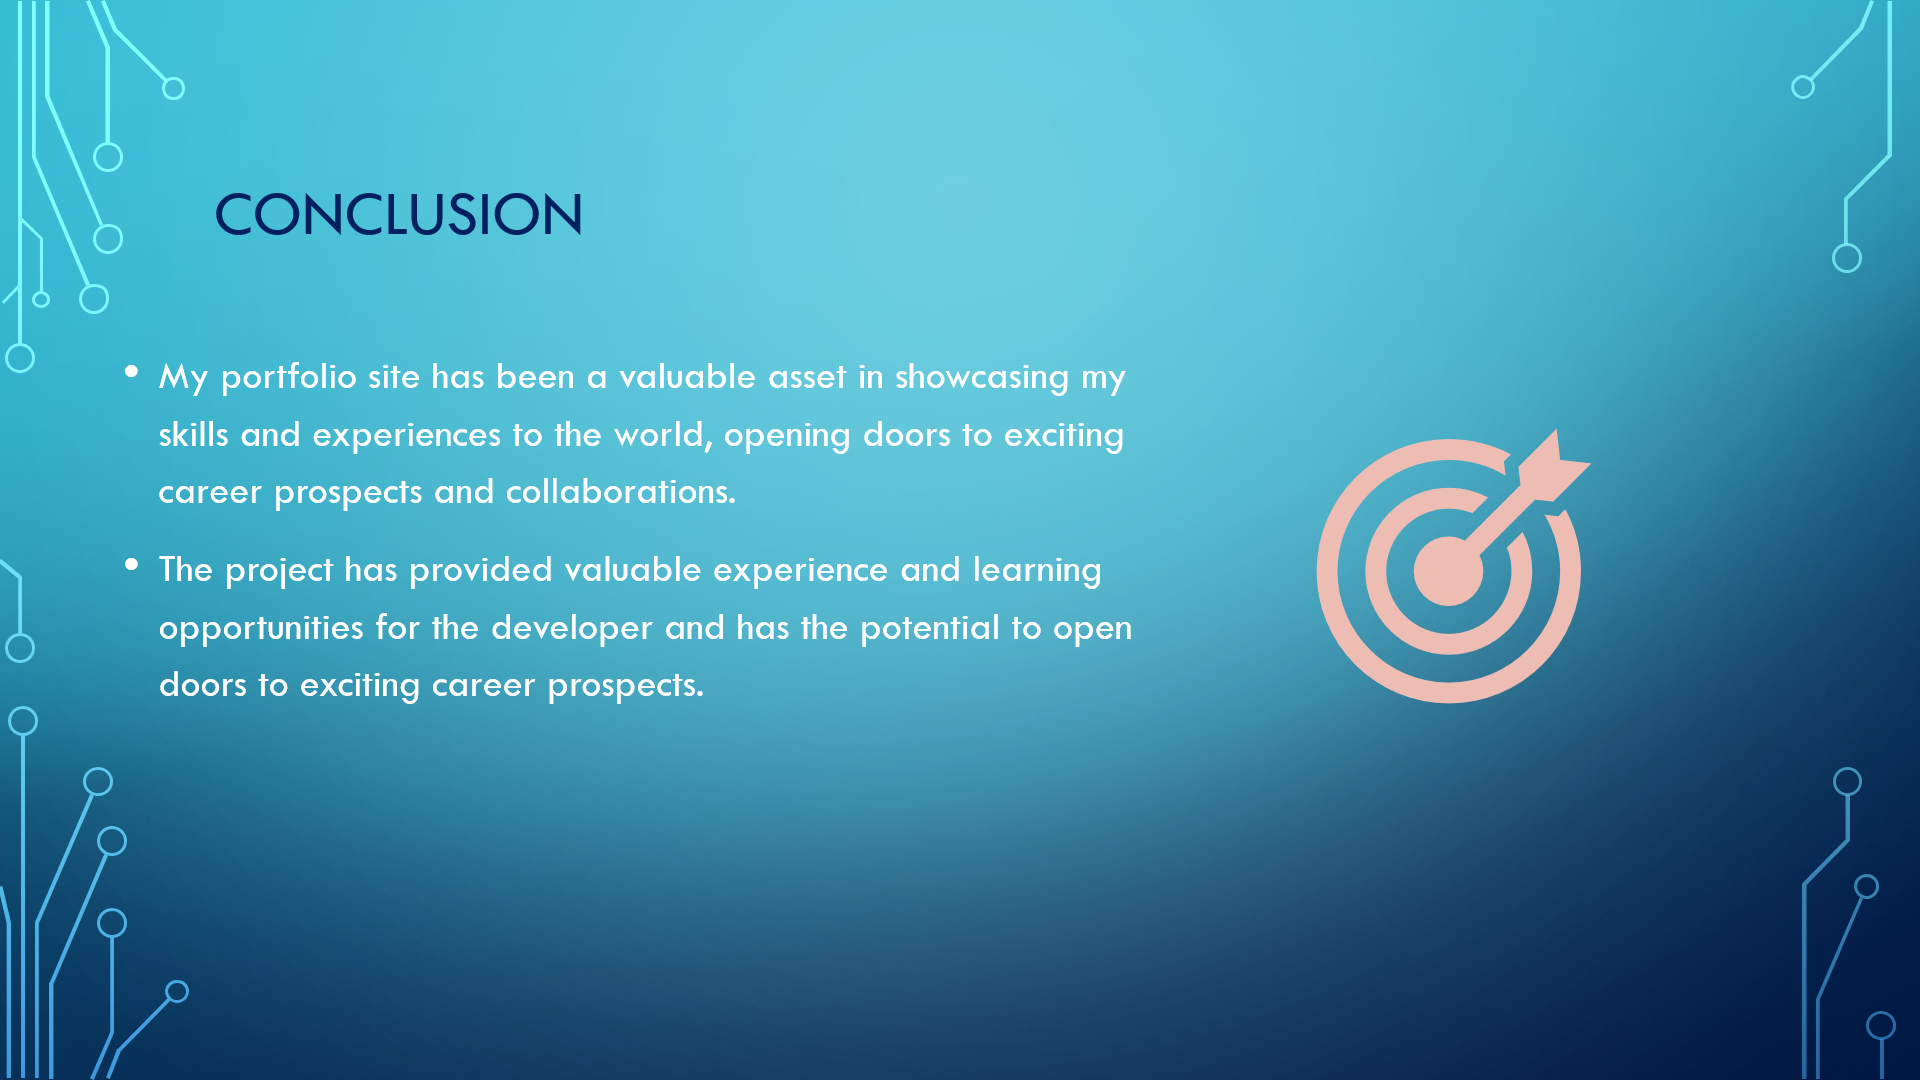 CONCLUSION
• My portfolio site has been a valuable asset in showcasing my
skills and experiences to the world, opening doors to exciting
career prospects and collaborations.
• The project has provided valuable experience and learning
opportunities for the developer and has the potential to open
doors to exciting career prospects.